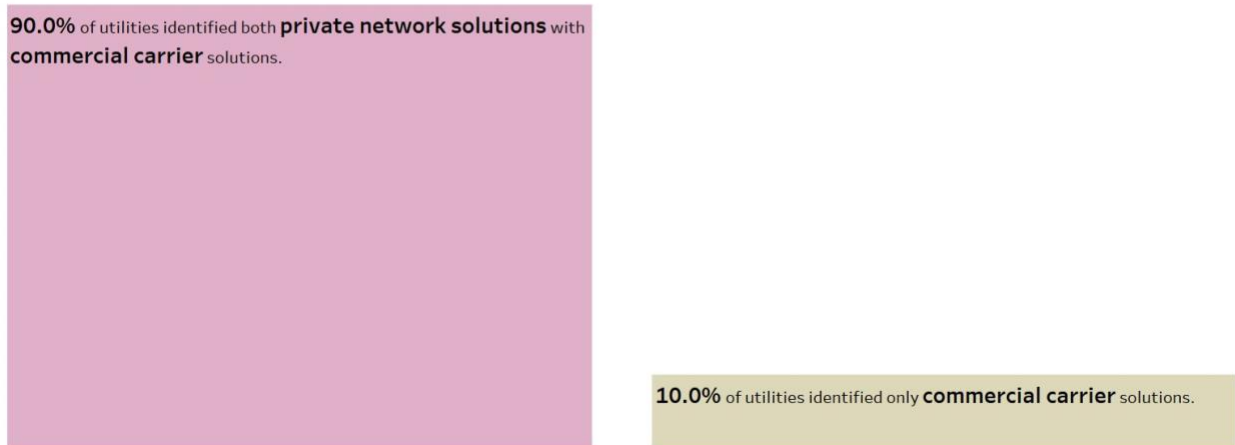 90.0% of utilities identified both private network solutions with
commercial carrier solutions.
10.0% of utilities identified only commercial carrier solutions.